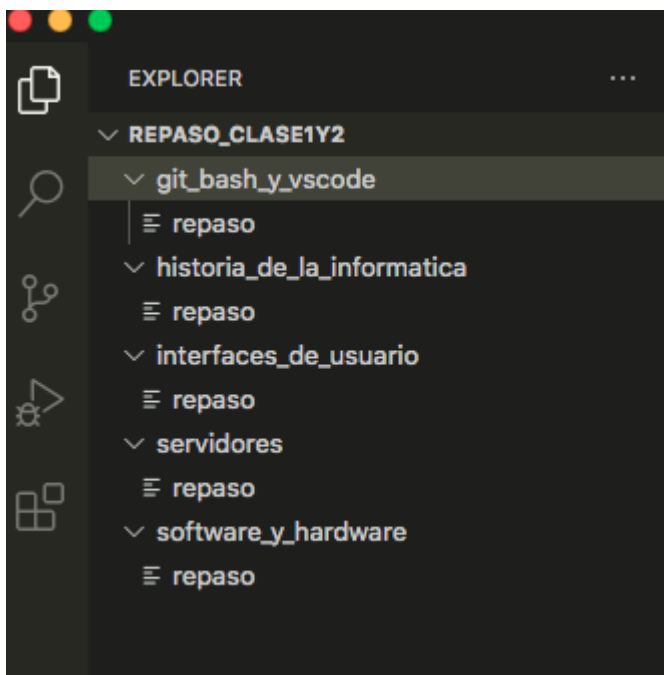 EXPLORER ...
REPASO_CLASE1Y2
git_bash_y_vscode
repaso
historia_de_la_informatica
repaso
interfaces_de_usuario
repaso
servidores
repaso
software_y_hardware
repaso